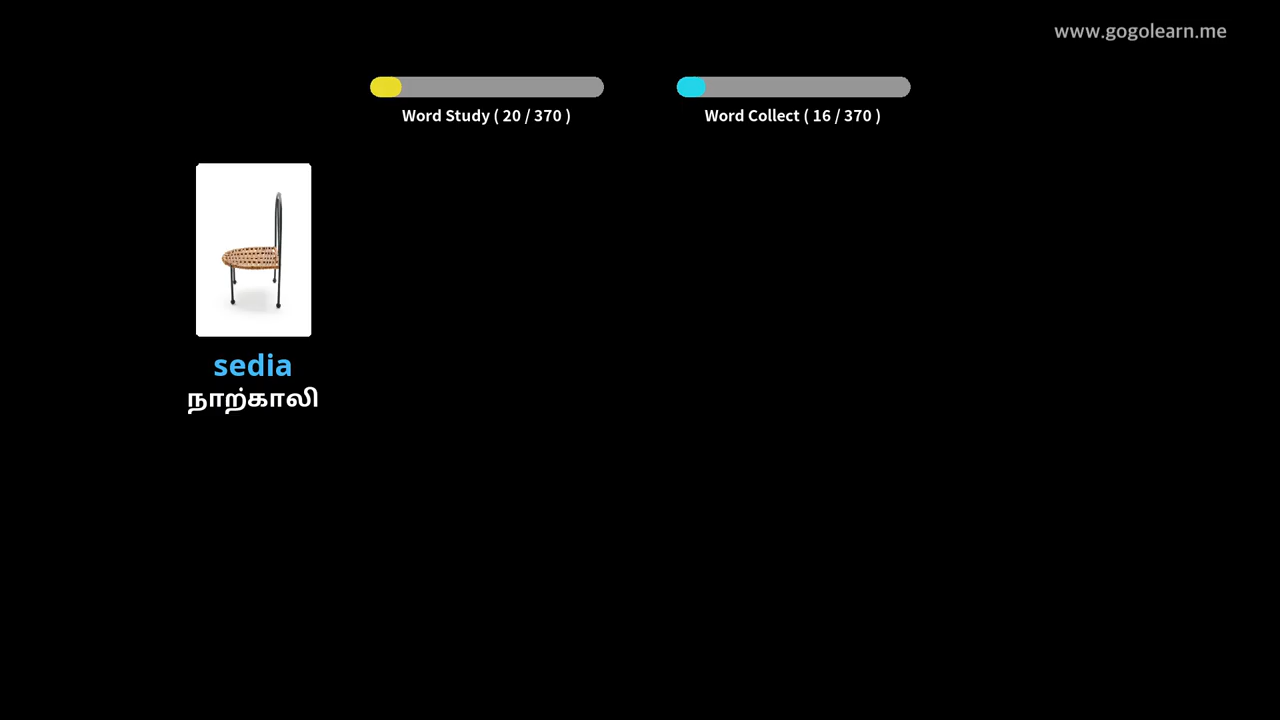 www.gogolearn.me
Word Study ( 20 / 370 )
Word Collect ( 16 / 370 )
sedia
நாற்காலி